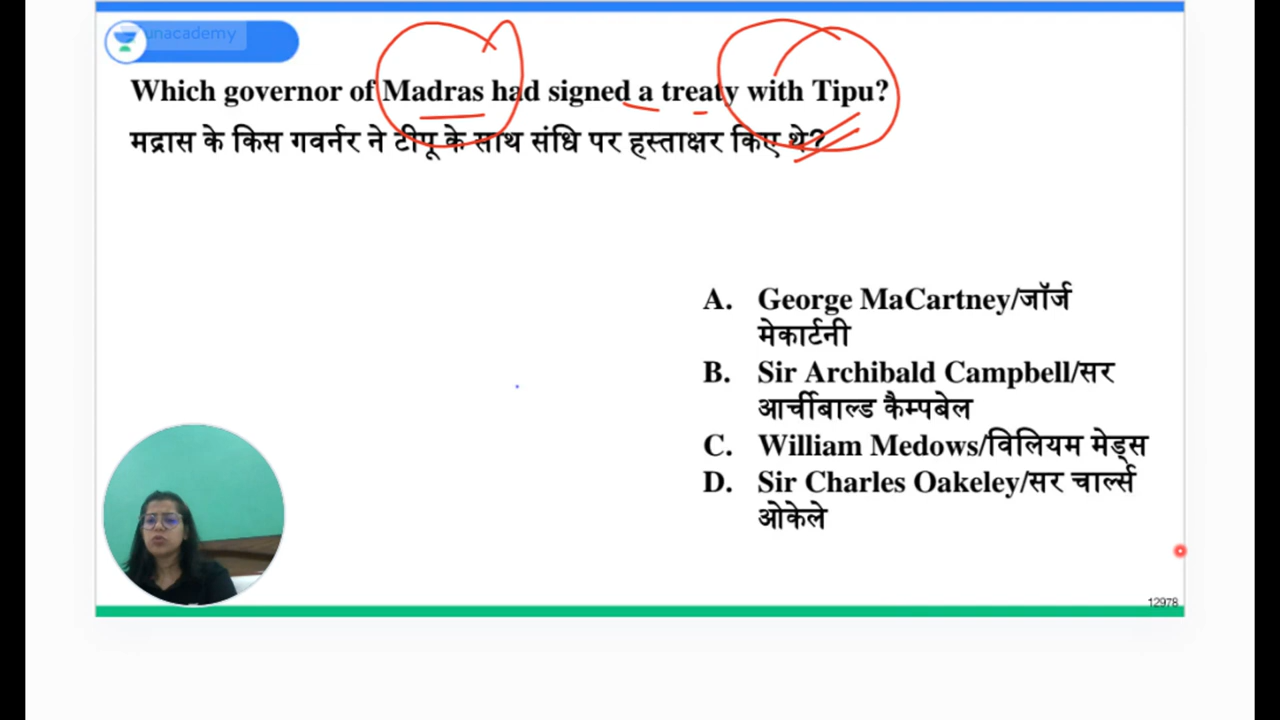 unacademy
Which governor of Madras had signed a treaty with Tipu?
मद्रास के किस गवर्नर ने टीपू के साथ संधि पर हस्ताक्षर किए थे?
A. George MaCartney/जॉर्ज
मेकार्टनी
B. Sir Archibald Campbell/सर
आर्चीबाल्ड कैम्पबेल
C. William Medows/विलियम मेड्स
D. Sir Charles Oakeley/सर चार्ल्स
ओकेले
12978